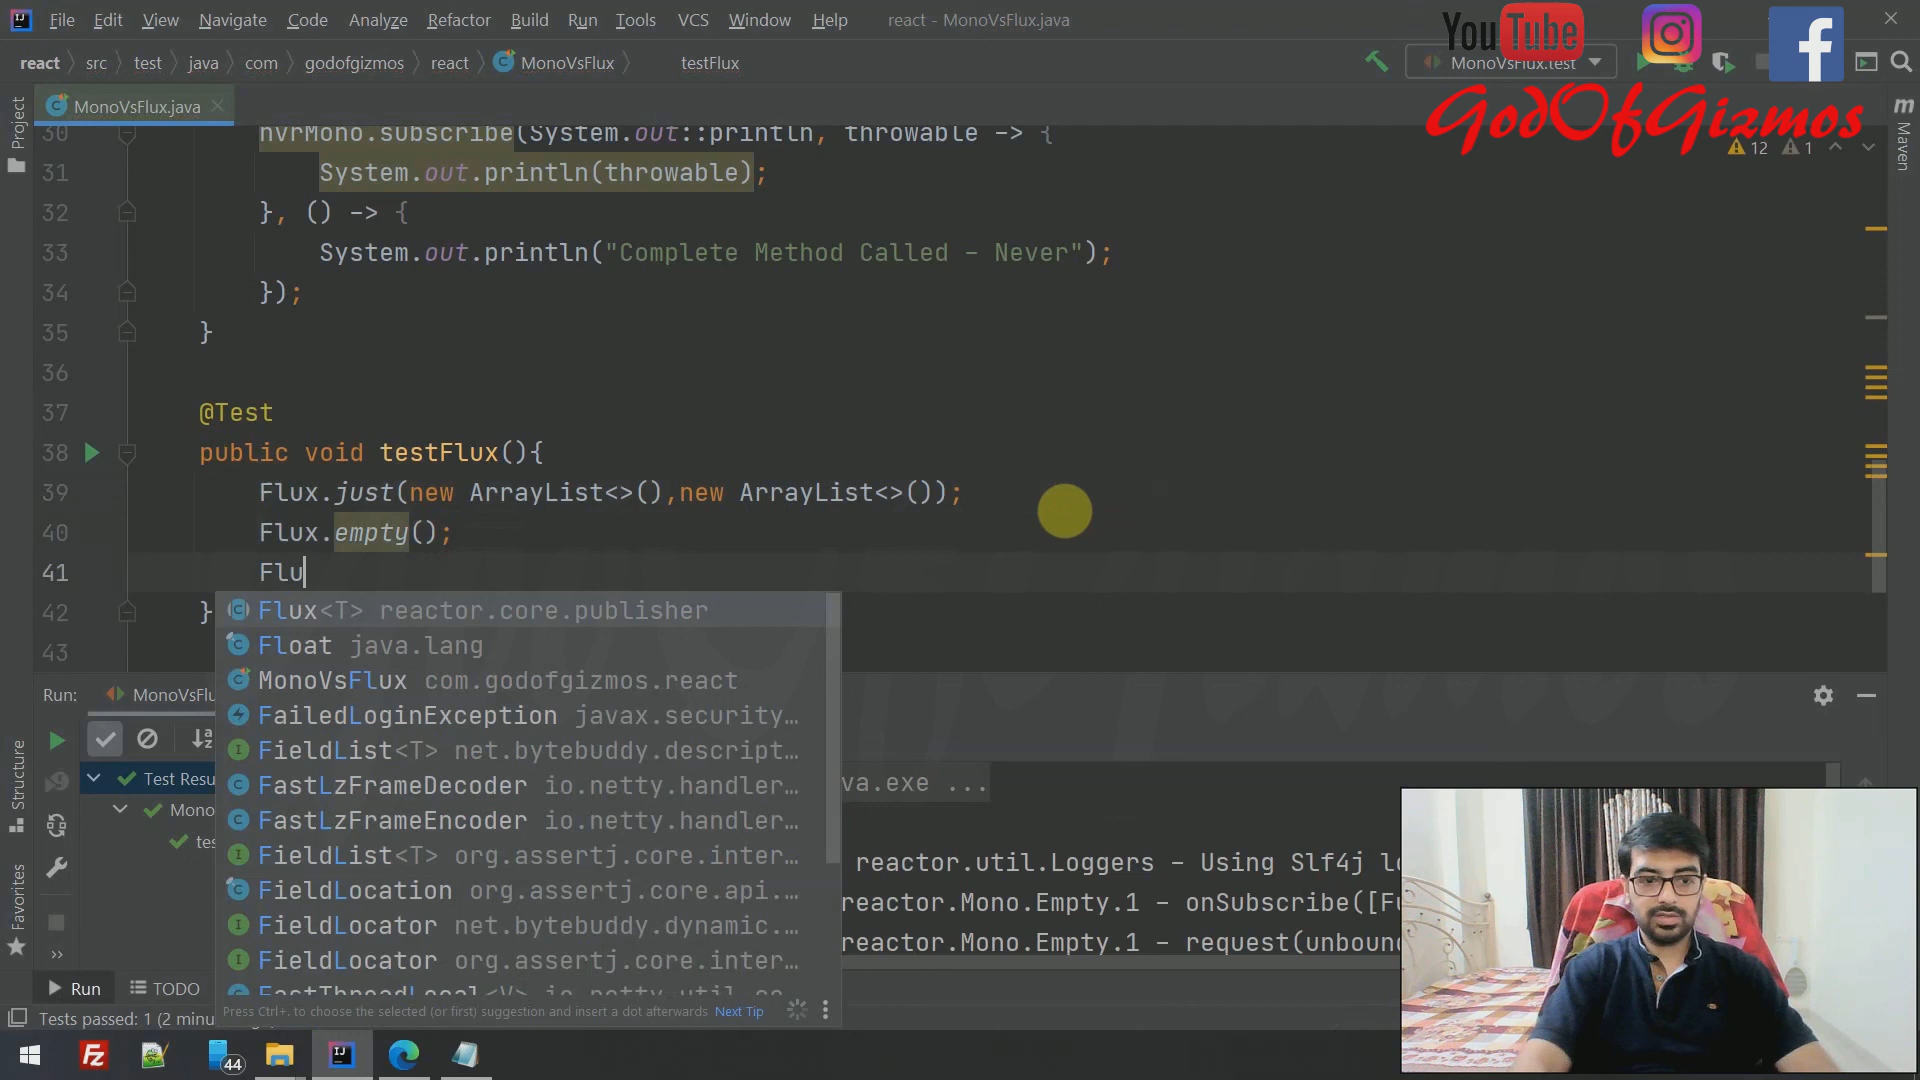 File Edit View Navigate Code Analyze Refactor Build Run Tools VCS Window Help react - MonoVsFlux.java
YouTube
react src test java com godofgizmos react MonoVsFlux testFlux
MonoVsFlux.test
GodOfGizmos
Project
MonoVsFlux.java
Maven
12 1
30 nvrMono.subscribe(System.out::println, throwable -> {
31 System.out.println(throwable);
32 }, () -> {
33 System.out.println("Complete Method Called - Never");
34 });
35 }
36
37 @Test
38 public void testFlux(){
39 Flux.just(new ArrayList<>(),new ArrayList<>());
40 Flux.empty();
41 Flu
42 }
43
Flux<T> reactor.core.publisher
Float java.lang
MonoVsFlux com.godofgizmos.react
FailedLoginException javax.security...
FieldList<T> net.bytebuddy.descript...
FastLzFrameDecoder io.netty.handler...
FastLzFrameEncoder io.netty.handler...
FieldList<T> org.assertj.core.inter...
FieldLocation org.assertj.core.api...
FieldLocator net.bytebuddy.dynamic...
FieldLocator org.assertj.core.inter...
Press Ctrl+. to choose the selected (or first) suggestion and insert a dot afterwards Next Tip
Run: MonoVsFlu
Test Resu
Mono
tes
va.exe ...
reactor.util.Loggers - Using Slf4j lo
reactor.Mono.Empty.1 - onSubscribe([Fu
reactor.Mono.Empty.1 - request(unboun
Structure
Favorites
Run TODO
Tests passed: 1 (2 minu
44